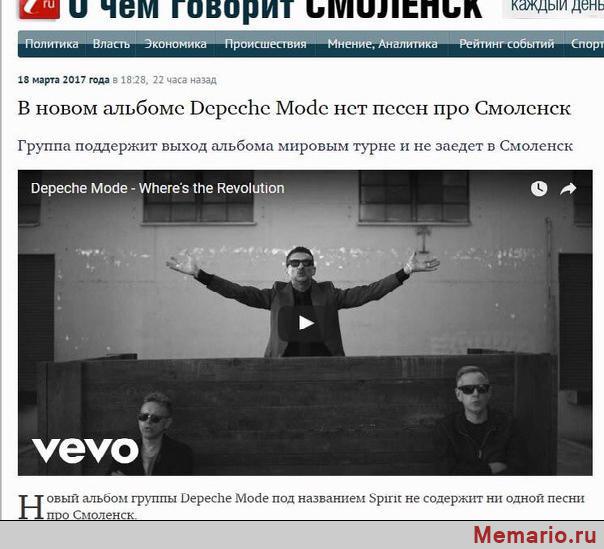 О чем говорит СМОЛЕНСК
каждый день
Политика Власть Экономика Происшествия Мнение, Аналитика Рейтинг событий Спорт
18 марта 2017 года в 18:28, 22 часа назад
В новом альбоме Depeche Mode нет песен про Смоленск
Группа поддержит выход альбома мировым турне и не заедет в Смоленск
Depeche Mode - Where's the Revolution
vevo
Новый альбом группы Depeche Mode под названием Spirit не содержит ни одной песни
про Смоленск.
Memario.ru